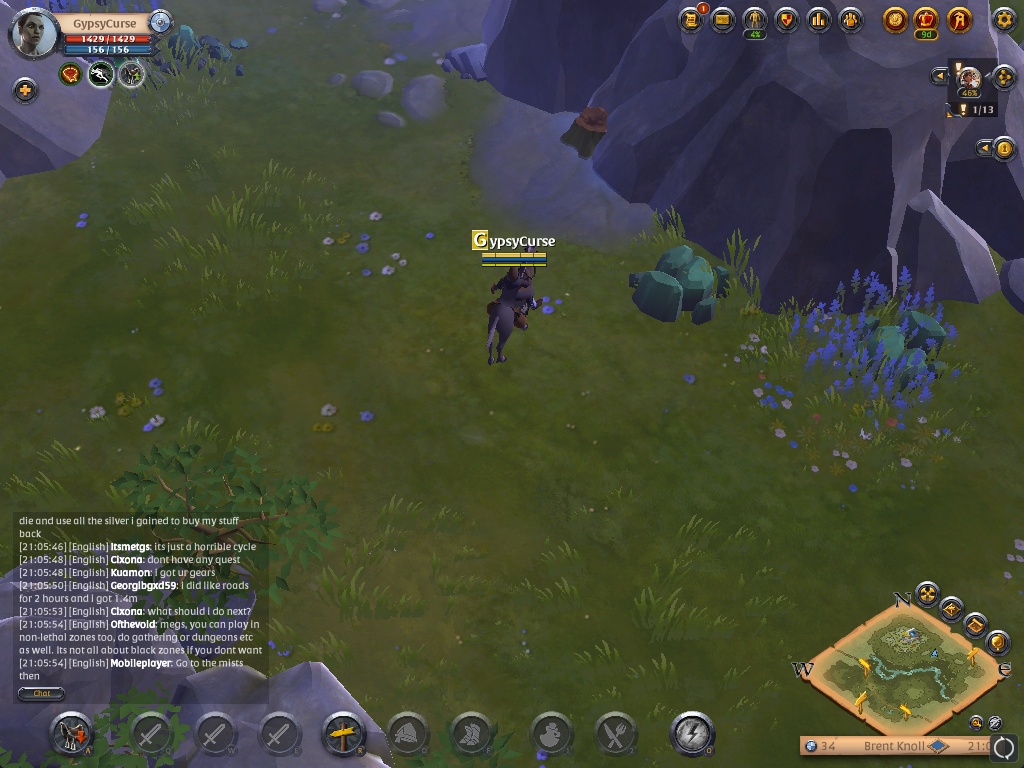 GypsyCurse
1429 / 1429
156 / 156
1
4%
9d
46%
1/13
1
GypsyCurse
die and use all the silver i gained to buy my stuff
back
[21:05:46] [English] Itsmetgs: its just a horrible cycle
[21:05:48] [English] Cixona: dont have any quest
[21:05:48] [English] Kuamon: i got ur gears
[21:05:50] [English] Georgibgxd59: i did like roads
for 2 hours and i got 1.4m
[21:05:53] [English] Cixona: what should i do next?
[21:05:54] [English] Ofthevold: megs, you can play in
non-lethal zones too, do gathering or dungeons etc
as well. Its not all about black zones if you dont want
[21:05:54] [English] Mobileplayer: Go to the mists
then
Chat
N
W
E
A
Q
W
E
R
34
Brent Knoll